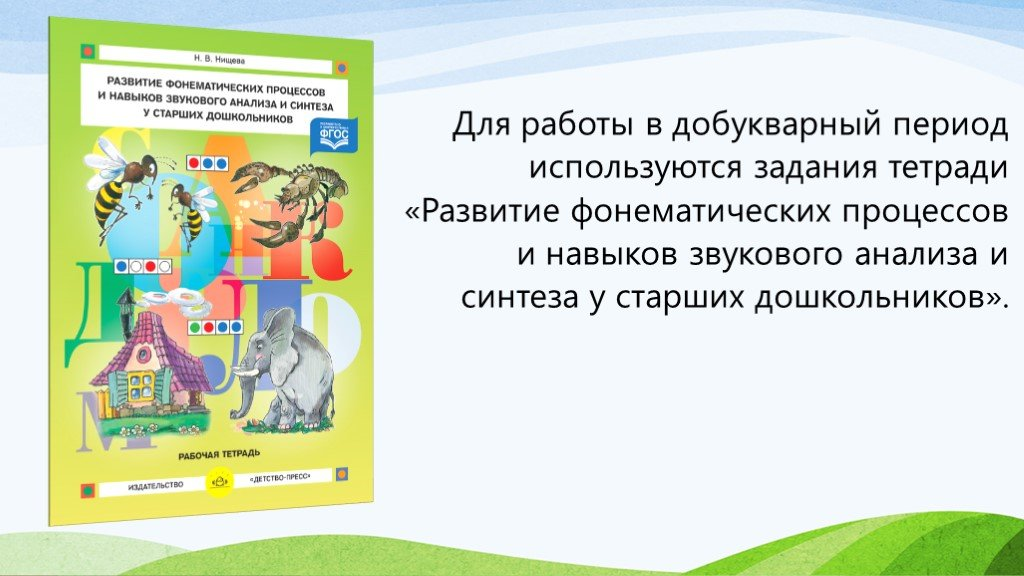 Н. В. Нищева
РАЗВИТИЕ ФОНЕМАТИЧЕСКИХ ПРОЦЕССОВ
И НАВЫКОВ ЗВУКОВОГО АНАЛИЗА И СИНТЕЗА
У СТАРШИХ ДОШКОЛЬНИКОВ
ФГОС
РАБОЧАЯ ТЕТРАДЬ
ИЗДАТЕЛЬСТВО «ДЕТСТВО-ПРЕСС»
Для работы в добукварный период
используются задания тетради
«Развитие фонематических процессов
и навыков звукового анализа и
синтеза у старших дошкольников».